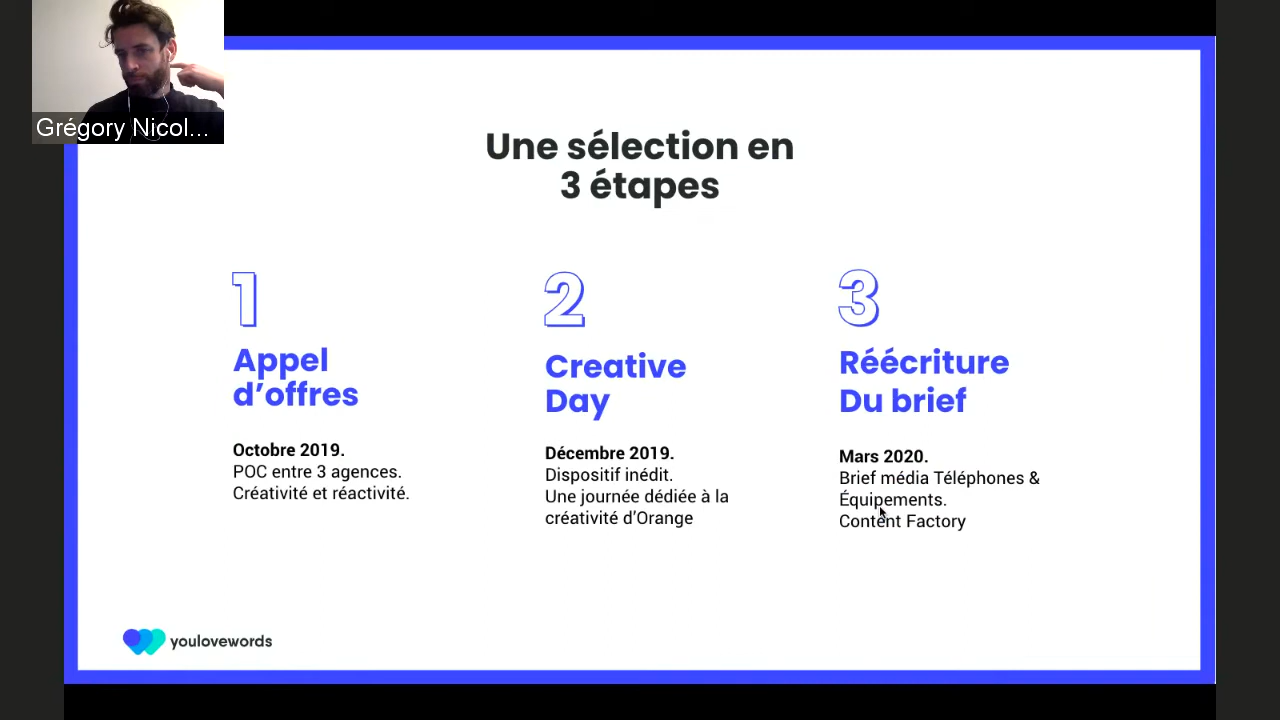 Grégory Nicol...
Une sélection en
3 étapes
1
Appel
d’offres
Octobre 2019.
POC entre 3 agences.
Créativité et réactivité.
2
Creative
Day
Décembre 2019.
Dispositif inédit.
Une journée dédiée à la
créativité d’Orange
3
Réécriture
Du brief
Mars 2020.
Brief média Téléphones &
Équipements.
Content Factory
youlovewords